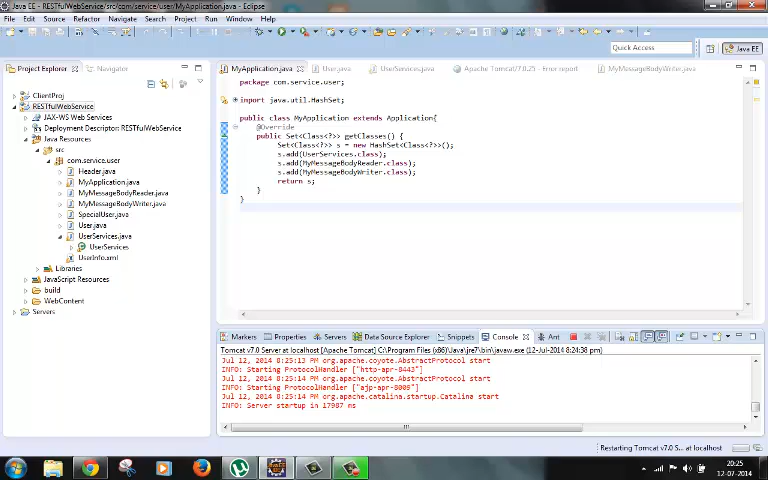 Java EE - RESTfulWebService/src/com/service/user/MyApplication.java - Eclipse
File Edit Source Refactor Navigate Search Project Run Window Help
Quick Access
Java EE
Project Explorer
Navigator
MyApplication.java
User.java
UserServices.java
Apache Tomcat/7.0.25 - Error report
MyMessageBodyWriter.java
ClientProj
RESTfulWebService
JAX-WS Web Services
Deployment Descriptor: RESTfulWebService
Java Resources
src
com.service.user
Header.java
MyApplication.java
MyMessageBodyReader.java
MyMessageBodyWriter.java
SpecialUser.java
User.java
UserServices.java
UserServices
UserInfo.xml
Libraries
JavaScript Resources
build
WebContent
Servers
package com.service.user;
import java.util.HashSet;
public class MyApplication extends Application{
@Override
public Set<Class<?>> getClasses() {
Set<Class<?>> s = new HashSet<Class<?>>();
s.add(UserServices.class);
s.add(MyMessageBodyReader.class);
s.add(MyMessageBodyWriter.class);
return s;
}
}
Markers
Properties
Servers
Data Source Explorer
Snippets
Console
Ant
Tomcat v7.0 Server at localhost [Apache Tomcat] C:\Program Files (x86)\Java\jre7\bin\javaw.exe (12-Jul-2014 8:24:38 pm)
Jul 12, 2014 8:25:13 PM org.apache.coyote.AbstractProtocol start
INFO: Starting ProtocolHandler ["http-apr-8443"]
Jul 12, 2014 8:25:14 PM org.apache.coyote.AbstractProtocol start
INFO: Starting ProtocolHandler ["ajp-apr-8009"]
Jul 12, 2014 8:25:14 PM org.apache.catalina.startup.Catalina start
INFO: Server startup in 17987 ms
Restarting Tomcat v7.0 S... at localhost
20:25
12-07-2014